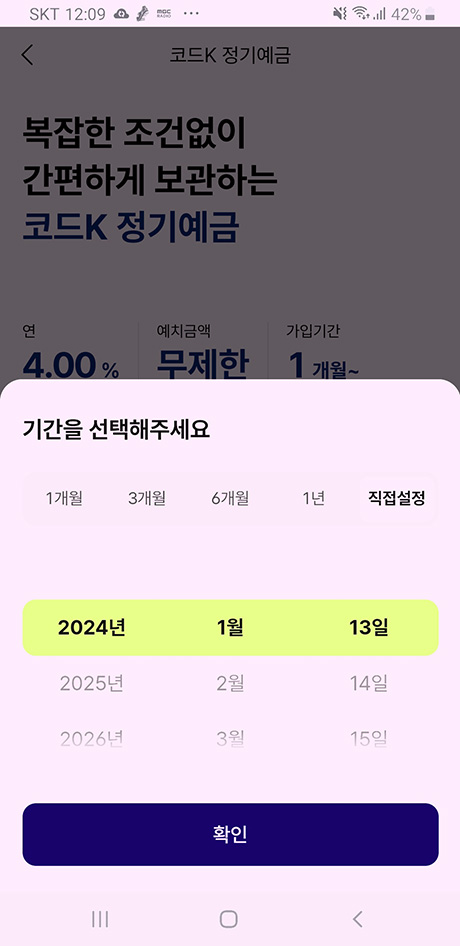 SKT 12:09 MBC RADIO ··· 42%
코드K 정기예금
복잡한 조건없이
간편하게 보관하는
코드K 정기예금
연 예치금액 가입기간
4.00 % 무제한 1 개월~
기간을 선택해주세요
1개월 3개월 6개월 1년 직접설정
2024년 1월 13일
2025년 2월 14일
2026년 3월 15일
확인